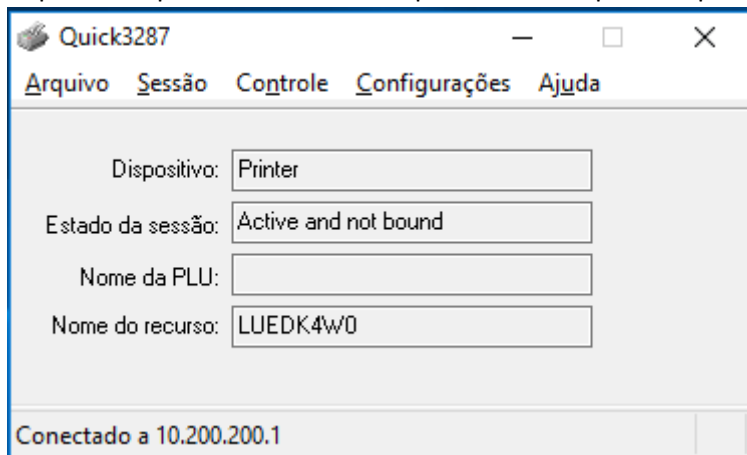 Quick3287
Arquivo Sessão Controle Configurações Ajuda
Dispositivo: Printer
Estado da sessão: Active and not bound
Nome da PLU:
Nome do recurso: LUEDK4W0
Conectado a 10.200.200.1